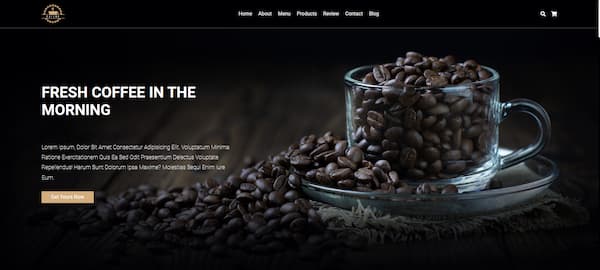 Home About Menu Products Review Contact Blog
FRESH COFFEE IN THE
MORNING
Lorem Ipsum, Dolor Sit Amet Consectetur Adipisicing Elit. Voluptatum Minima
Ratione Exercitationem Quis Ea Sed Odit Praesentium Delectus Voluptate
Repellendus! Harum Sunt Dolorum Ipsa Maxime? Molestias Sequi Enim Iure
Eum.
Get Yours Now